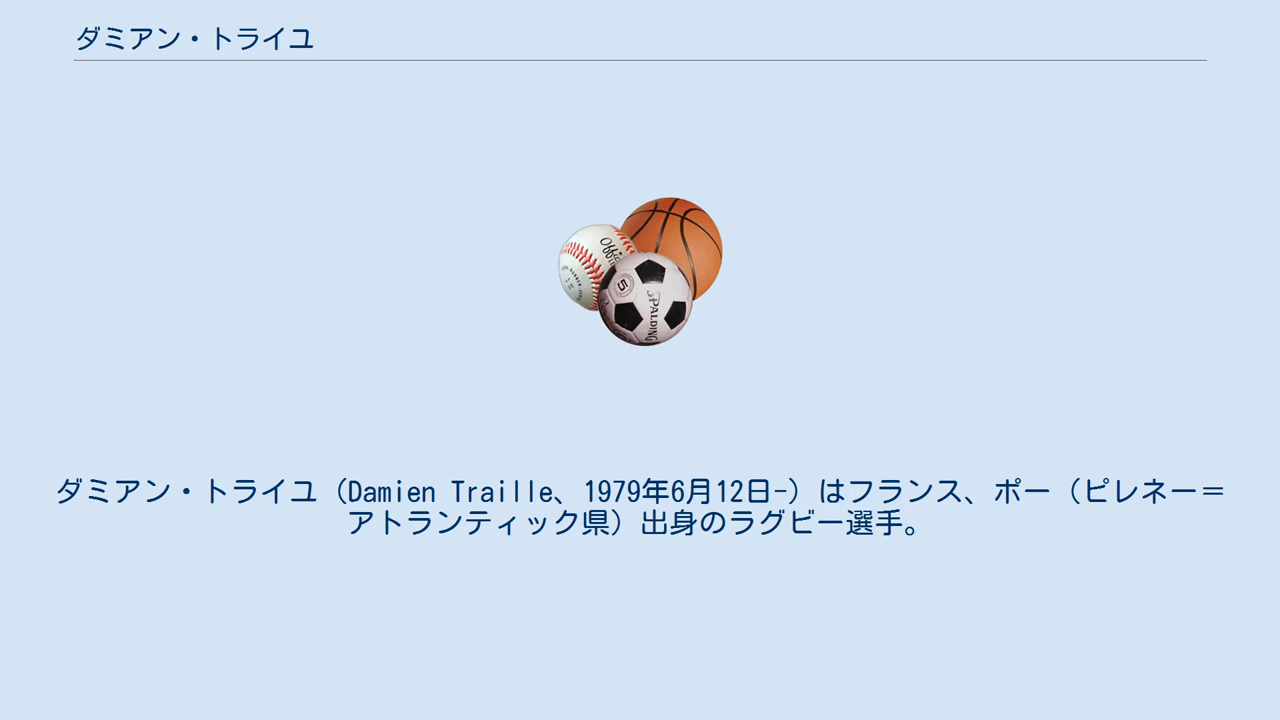 ダミアン・トライユ
5
SPALDING
ダミアン・トライユ（Damien Traille、1979年6月12日-）はフランス、ポー（ピレネー＝
アトランティック県）出身のラグビー選手。